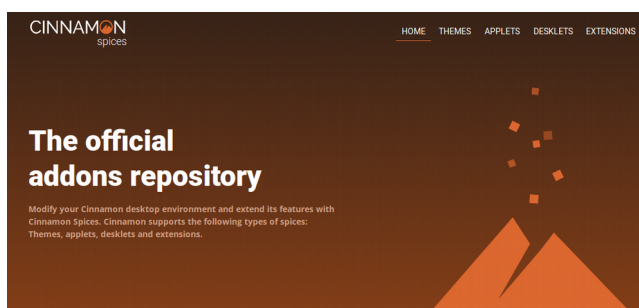 CINNAMON
spices
HOME THEMES APPLETS DESKLETS EXTENSIONS
The official
addons repository
Modify your Cinnamon desktop environment and extend its features with
Cinnamon Spices. Cinnamon supports the following types of spices:
Themes, applets, desklets and extensions.